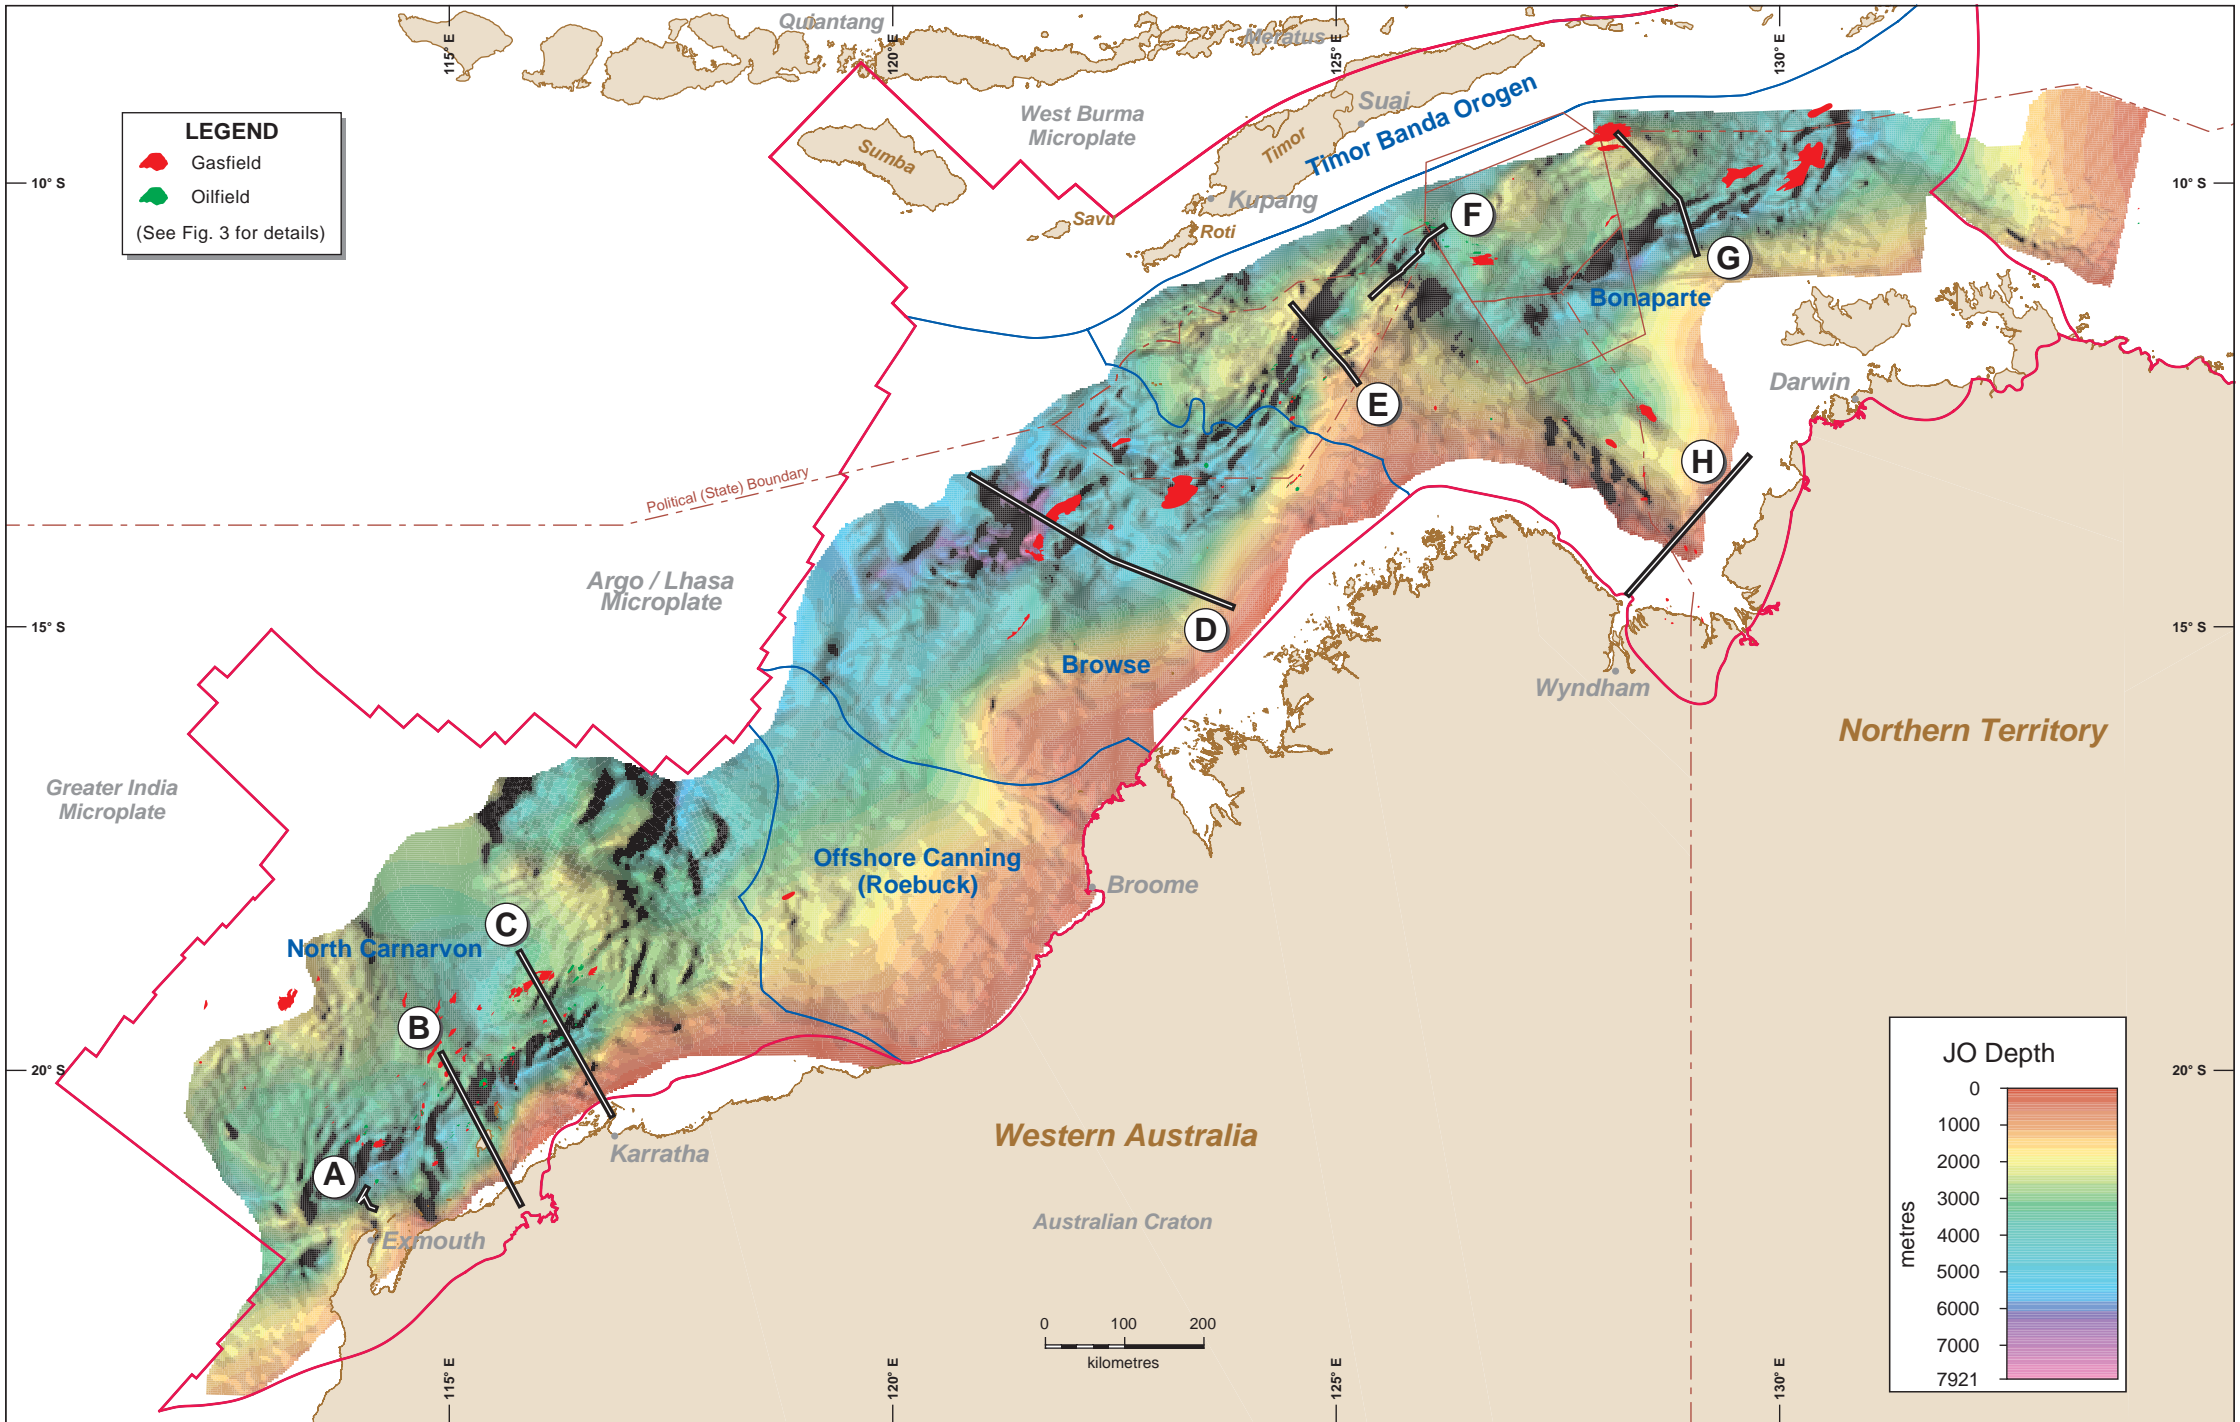 Quiantang
Meratus
115° E
120° E
125° E
130° E
LEGEND
Gasfield
Oilfield
(See Fig. 3 for details)
West Burma
Microplate
Suai
Timor Banda Orogen
Timor
Sumba
10° S
10° S
Kupang
Savu
Roti
F
G
Bonaparte
Darwin
E
H
Political (State) Boundary
Argo / Lhasa
Microplate
15° S
15° S
D
Browse
Wyndham
Northern Territory
Greater India
Microplate
Offshore Canning
(Roebuck)
Broome
C
North Carnarvon
B
20° S
20° S
Western Australia
Karratha
A
Exmouth
Australian Craton
JO Depth
metres
0
1000
2000
3000
4000
5000
6000
7000
7921
0 100 200
kilometres
115° E
120° E
125° E
130° E